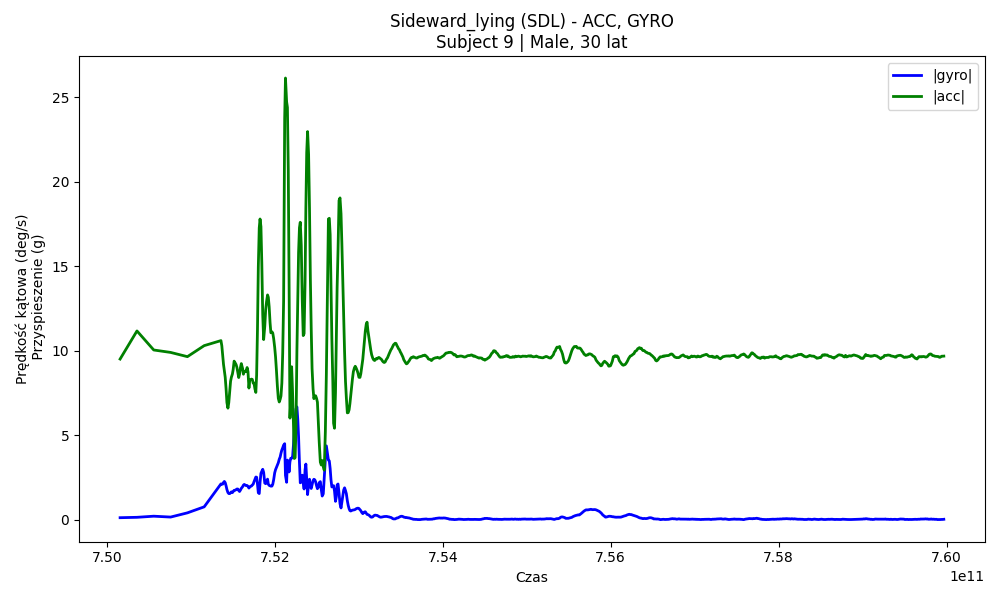 Sideward_lying (SDL) - ACC, GYRO
Subject 9 | Male, 30 lat
|gyro|
|acc|
Prędkość kątowa (deg/s)
Przyspieszenie (g)
25
20
15
10
5
0
7.50
7.52
7.54
7.56
7.58
7.60
1e11
Czas